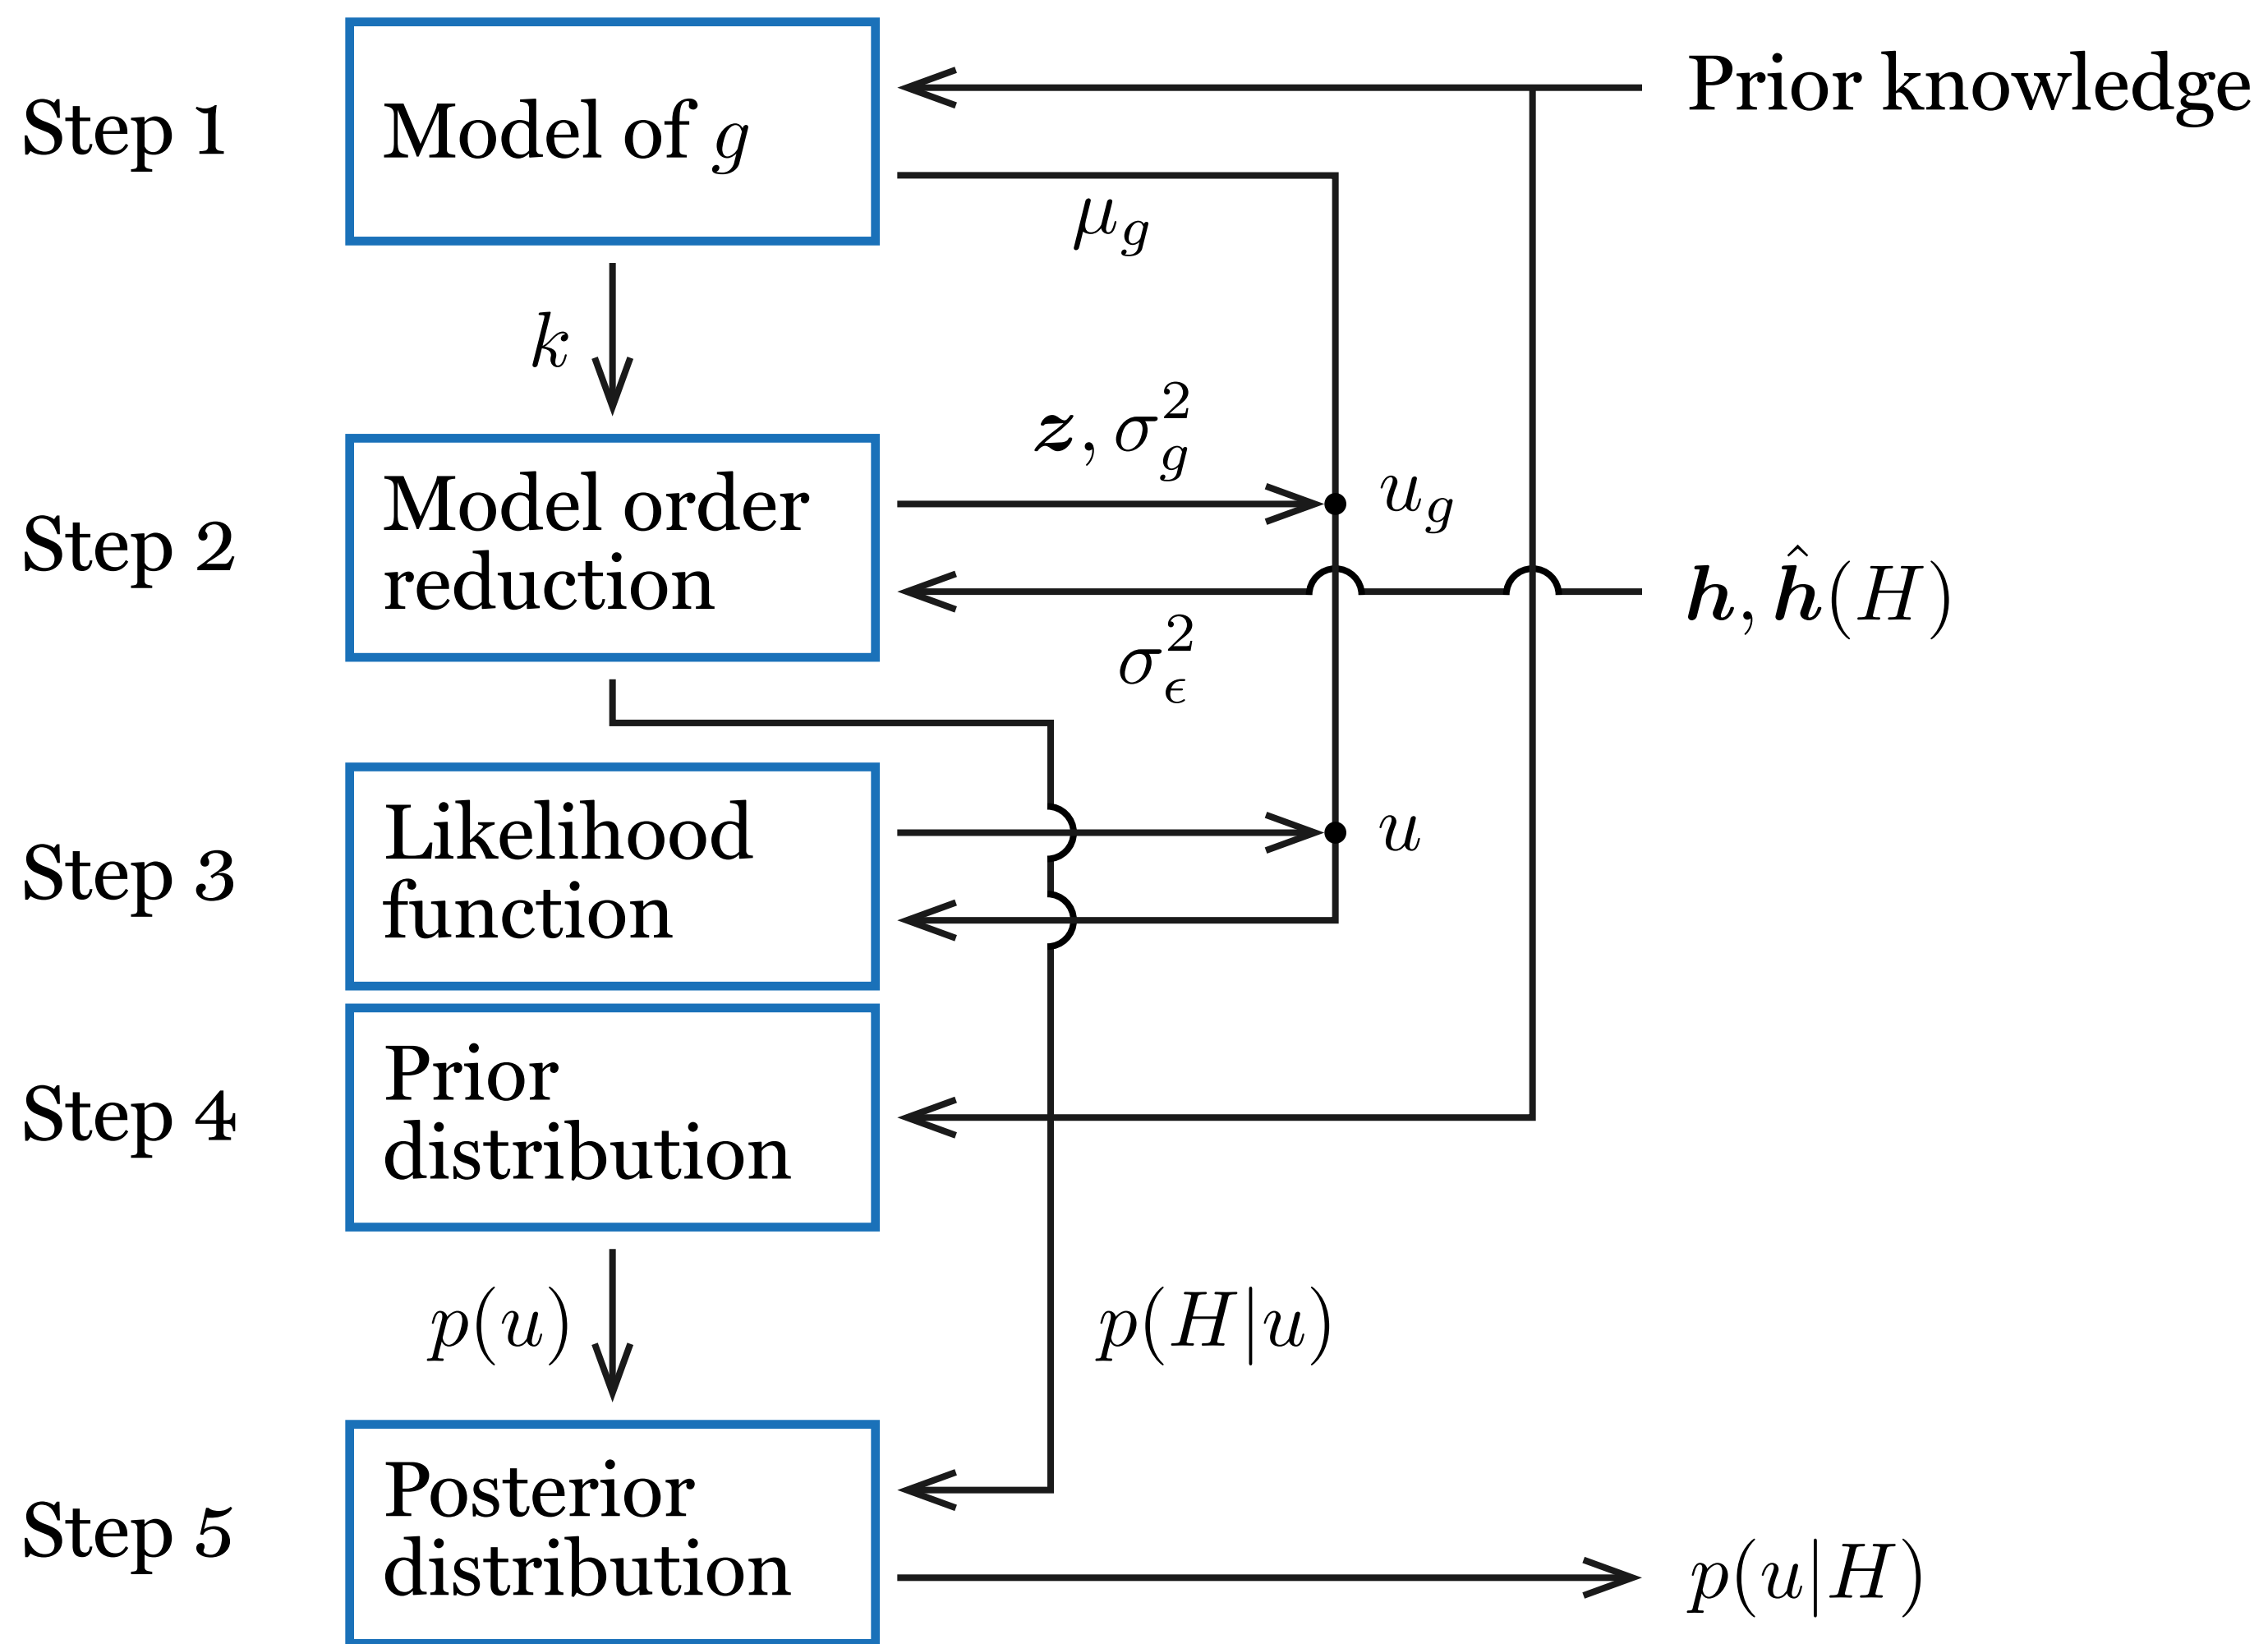 Step 1
Model of g
Prior knowledge
μ_g
k
z, σ_g^2
u_g
Step 2
Model order
reduction
h, ĥ(H)
σ_ϵ^2
Step 3
Likelihood
function
u
Step 4
Prior
distribution
p(u)
p(H|u)
Step 5
Posterior
distribution
p(u|H)